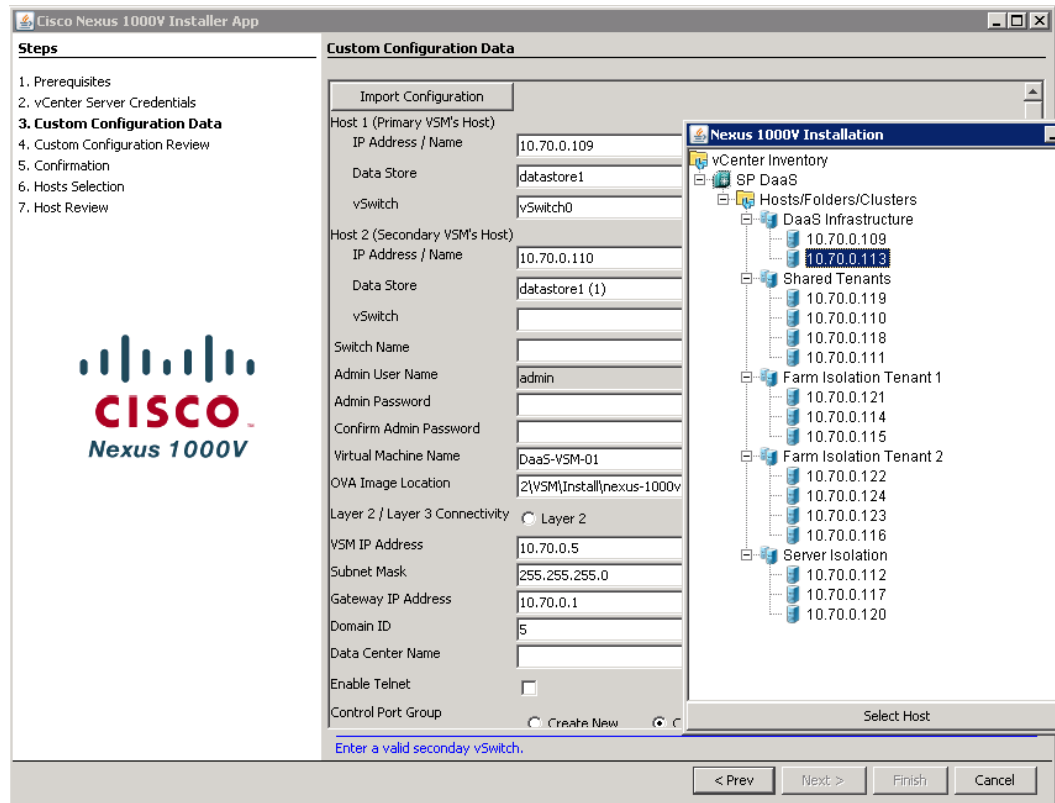 Cisco Nexus 1000V Installer App
Steps
1. Prerequisites
2. vCenter Server Credentials
3. Custom Configuration Data
4. Custom Configuration Review
5. Confirmation
6. Hosts Selection
7. Host Review
CISCO
Nexus 1000V
Custom Configuration Data
Import Configuration
Host 1 (Primary VSM's Host)
IP Address / Name 10.70.0.109
Data Store datastore1
vSwitch vSwitch0
Host 2 (Secondary VSM's Host)
IP Address / Name 10.70.0.110
Data Store datastore1 (1)
vSwitch
Switch Name
Admin User Name admin
Admin Password
Confirm Admin Password
Virtual Machine Name DaaS-VSM-01
OVA Image Location 2\VSM\Install\nexus-1000v
Layer 2 / Layer 3 Connectivity Layer 2
VSM IP Address 10.70.0.5
Subnet Mask 255.255.255.0
Gateway IP Address 10.70.0.1
Domain ID 5
Data Center Name
Enable Telnet
Control Port Group Create New C
Enter a valid seconday vSwitch.
Nexus 1000V Installation
vCenter Inventory
SP DaaS
Hosts/Folders/Clusters
DaaS Infrastructure
10.70.0.109
10.70.0.113
Shared Tenants
10.70.0.119
10.70.0.110
10.70.0.118
10.70.0.111
Farm Isolation Tenant 1
10.70.0.121
10.70.0.114
10.70.0.115
Farm Isolation Tenant 2
10.70.0.122
10.70.0.124
10.70.0.123
10.70.0.116
Server Isolation
10.70.0.112
10.70.0.117
10.70.0.120
Select Host
< Prev Next > Finish Cancel